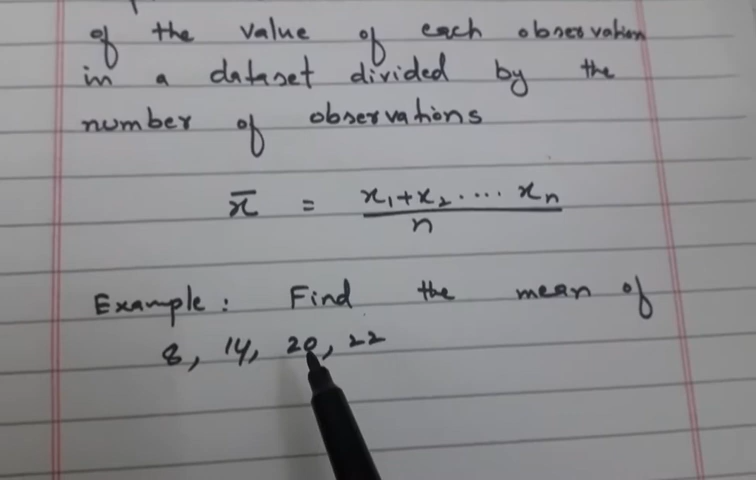 of the value of each observation
in a dataset divided by the
number of observations
x̄ = x₁+x₂.... xₙ / n
Example: Find the mean of
8, 14, 20, 22